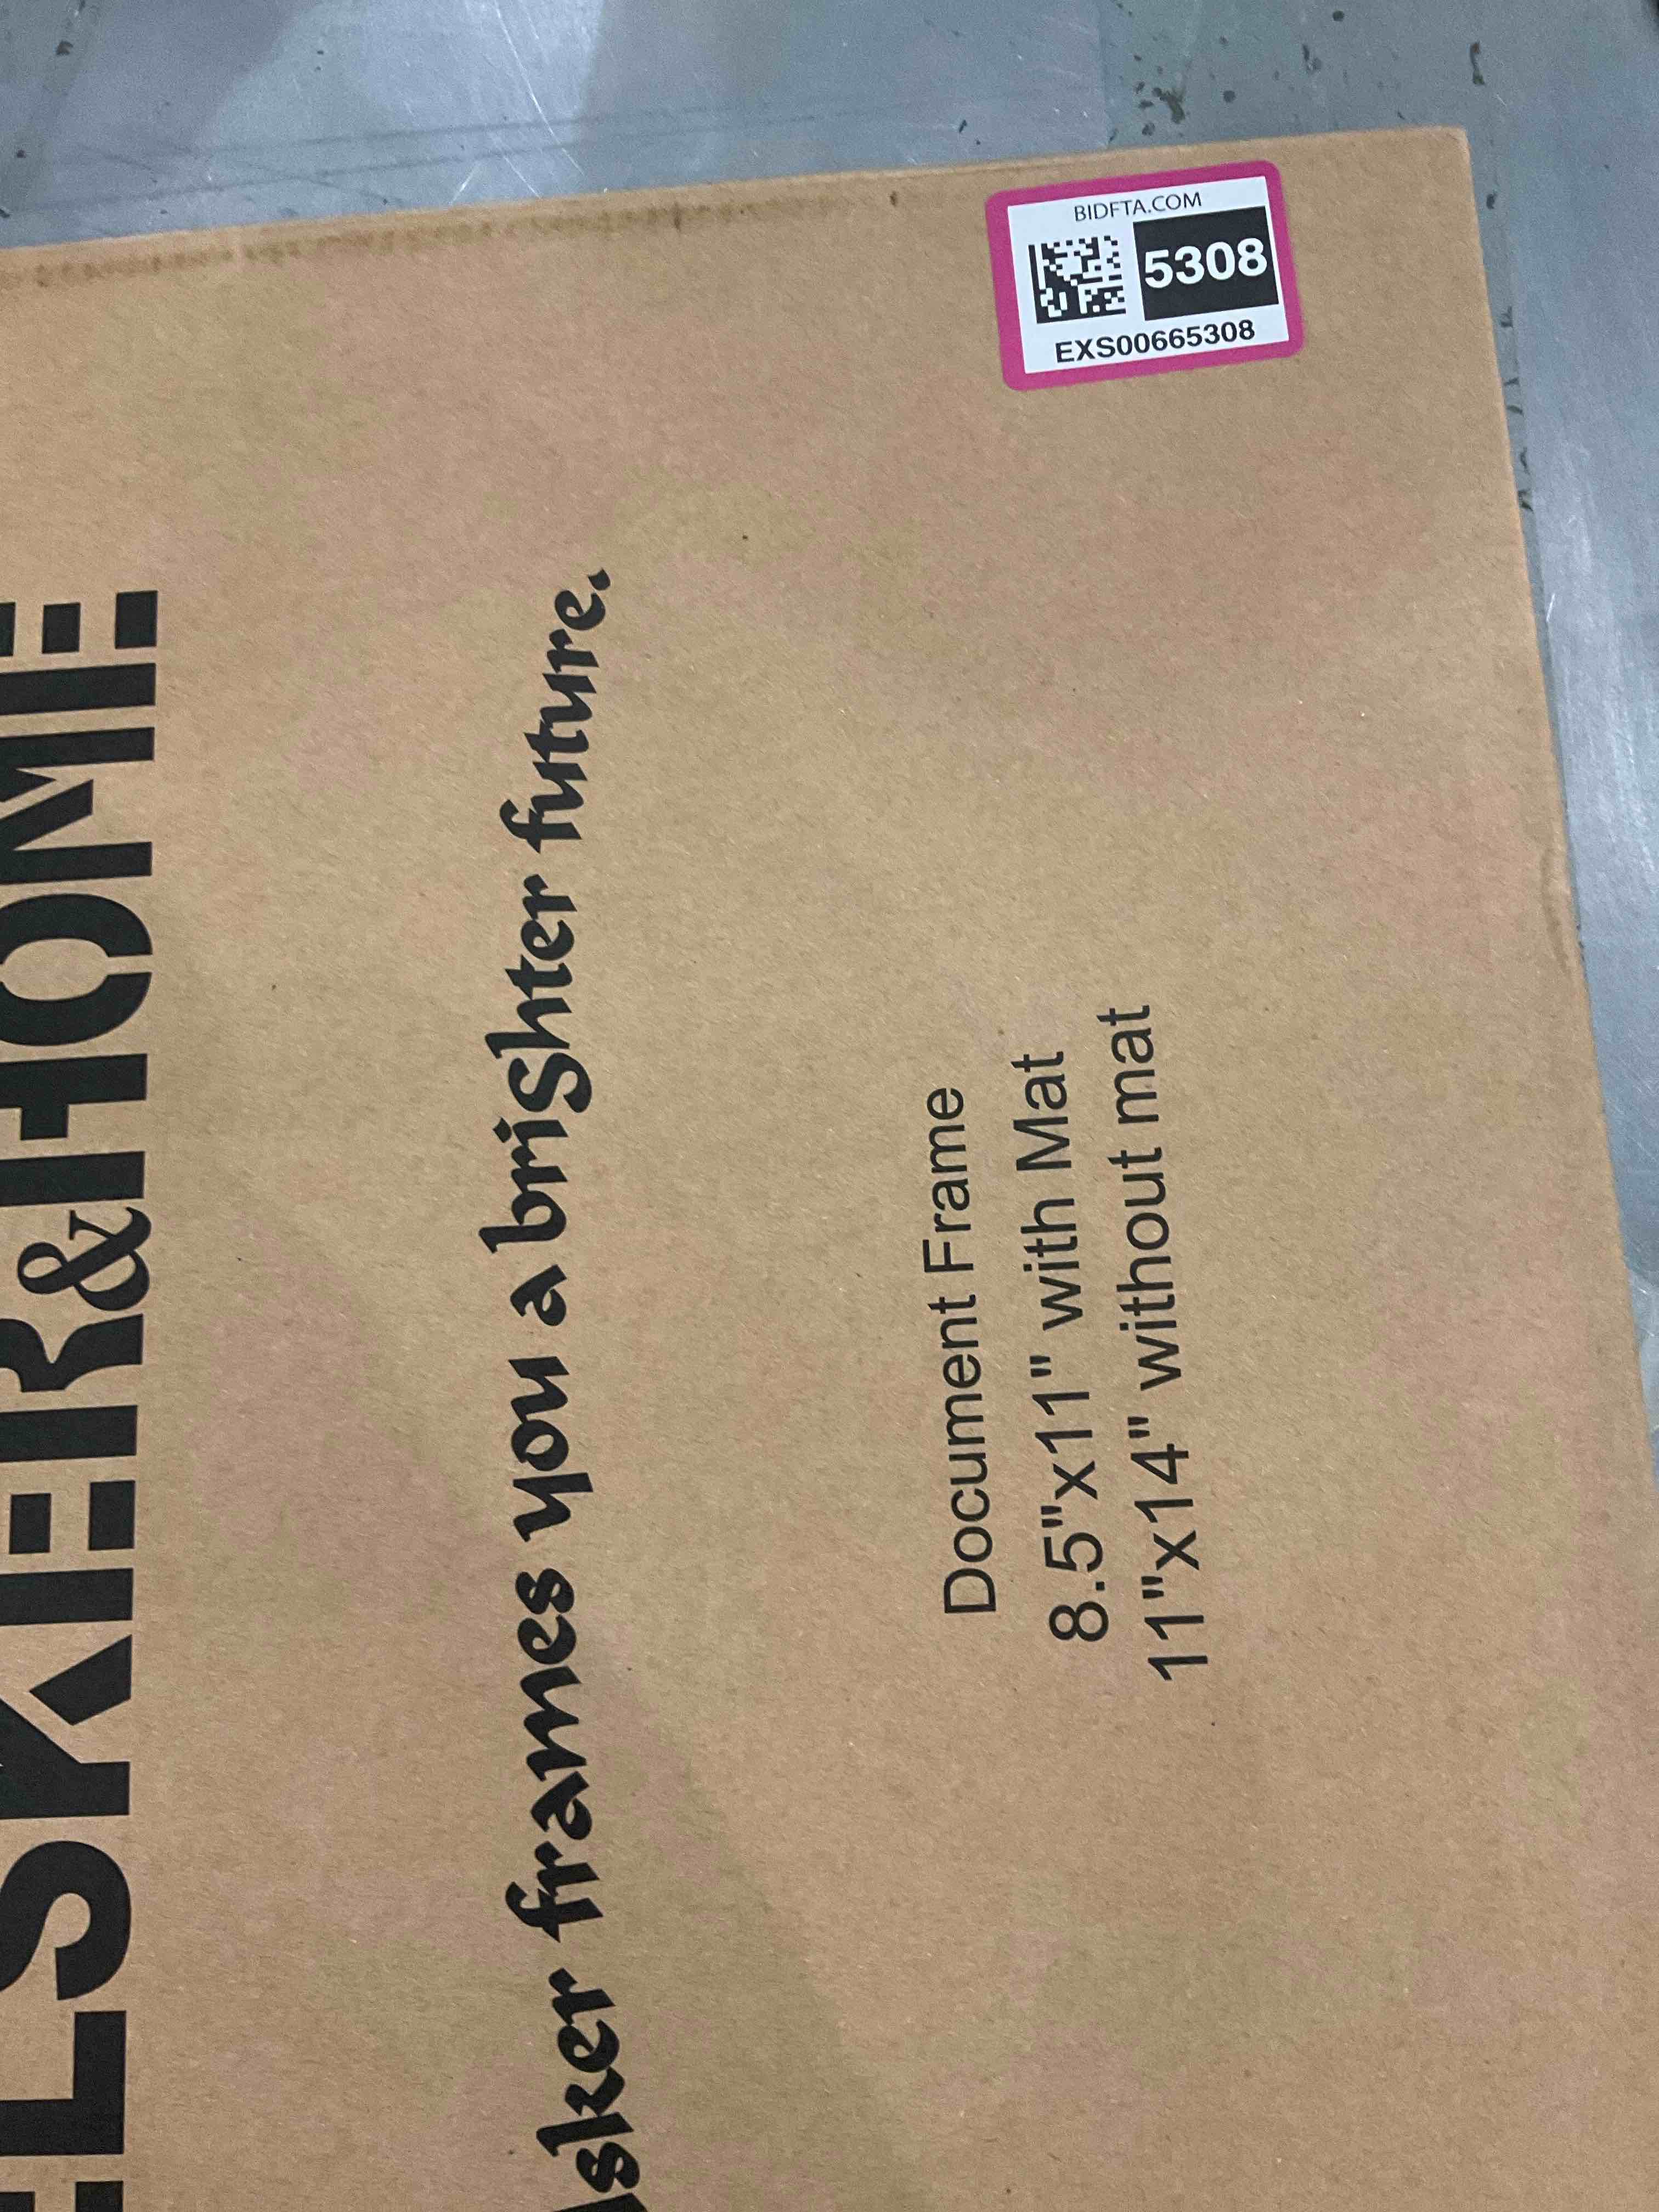 BIDFTA.COM
5308
EXS00665308
ELSKER&HOME
lsker frames you a brighter future.
Document Frame
8.5"x11" with Mat
11"x14" without mat